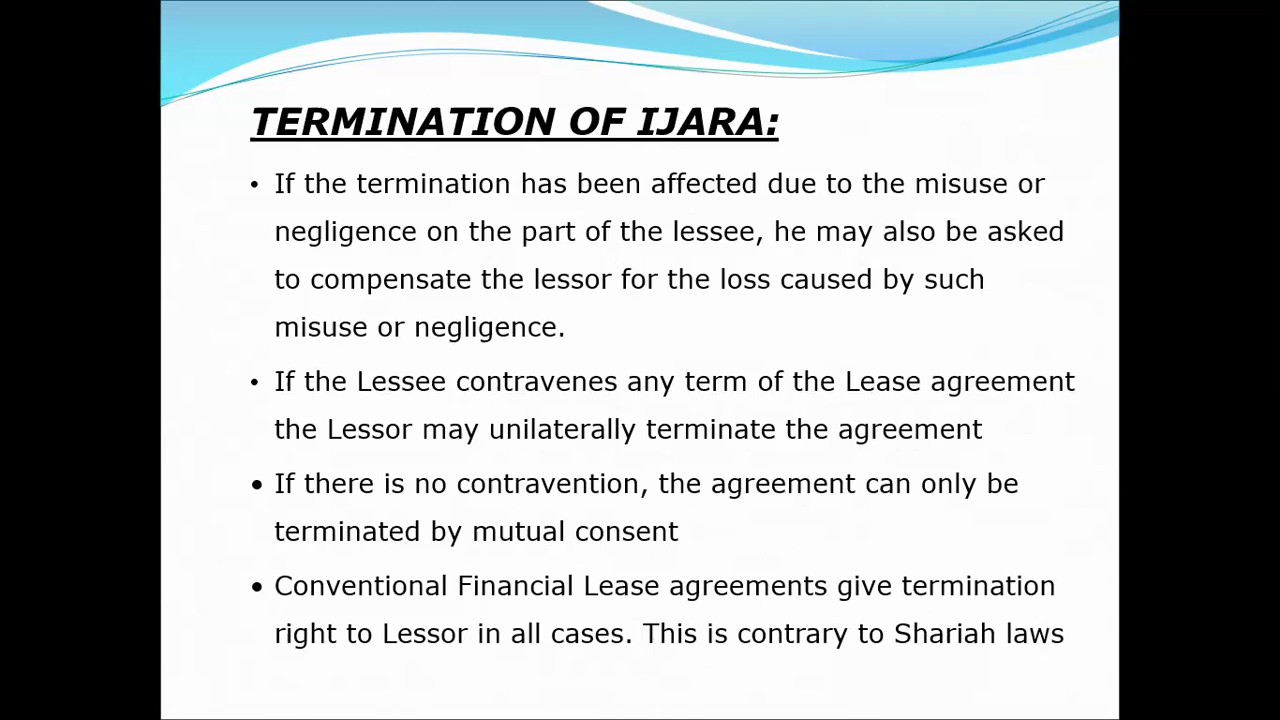 TERMINATION OF IJARA:
• If the termination has been affected due to the misuse or
negligence on the part of the lessee, he may also be asked
to compensate the lessor for the loss caused by such
misuse or negligence.
• If the Lessee contravenes any term of the Lease agreement
the Lessor may unilaterally terminate the agreement
• If there is no contravention, the agreement can only be
terminated by mutual consent
• Conventional Financial Lease agreements give termination
right to Lessor in all cases. This is contrary to Shariah laws